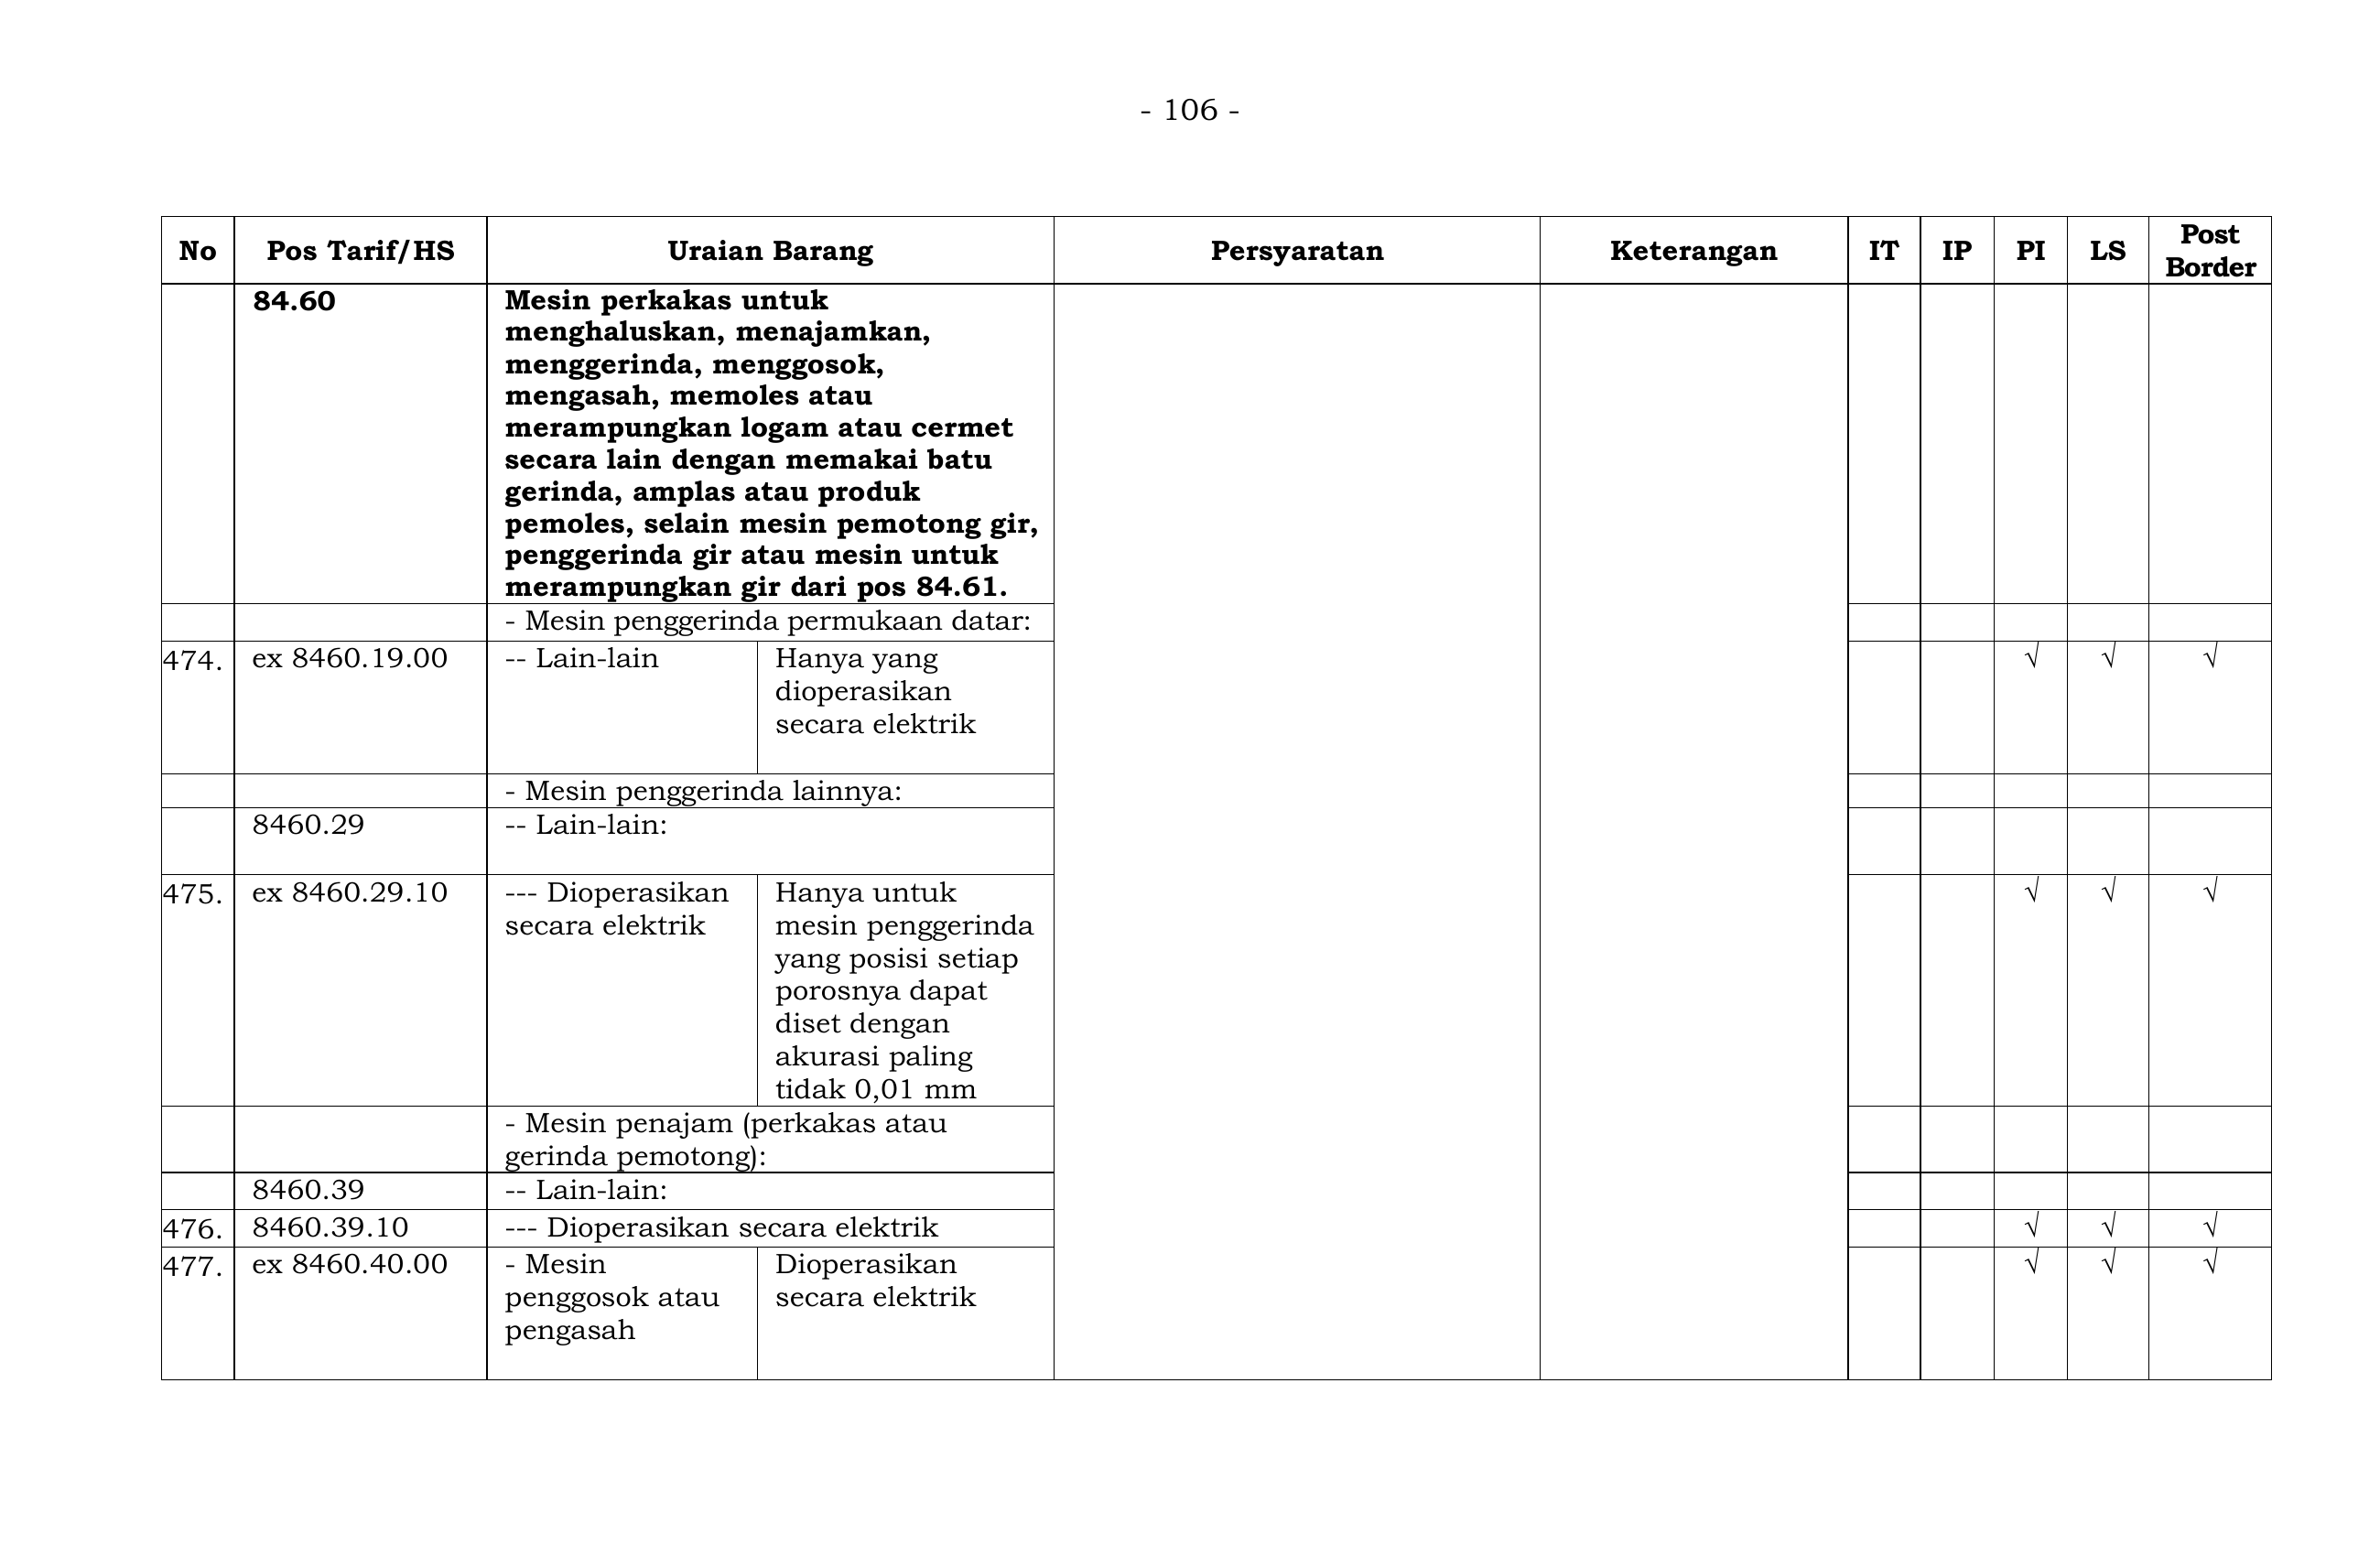 - 106 -
No Pos Tarif/HS Uraian Barang Persyaratan Keterangan IT IP PI LS Post Border
84.60 Mesin perkakas untuk
menghaluskan, menajamkan,
menggerinda, menggosok,
mengasah, memoles atau
merampungkan logam atau cermet
secara lain dengan memakai batu
gerinda, amplas atau produk
pemoles, selain mesin pemotong gir,
penggerinda gir atau mesin untuk
merampungkan gir dari pos 84.61.
- Mesin penggerinda permukaan datar:
474. ex 8460.19.00 -- Lain-lain Hanya yang √ √ √
dioperasikan
secara elektrik
- Mesin penggerinda lainnya:
8460.29 -- Lain-lain:
475. ex 8460.29.10 --- Dioperasikan Hanya untuk √ √ √
secara elektrik mesin penggerinda
yang posisi setiap
porosnya dapat
diset dengan
akurasi paling
tidak 0,01 mm
- Mesin penajam (perkakas atau
gerinda pemotong):
8460.39 -- Lain-lain:
476. 8460.39.10 --- Dioperasikan secara elektrik √ √ √
477. ex 8460.40.00 - Mesin Dioperasikan √ √ √
penggosok atau secara elektrik
pengasah